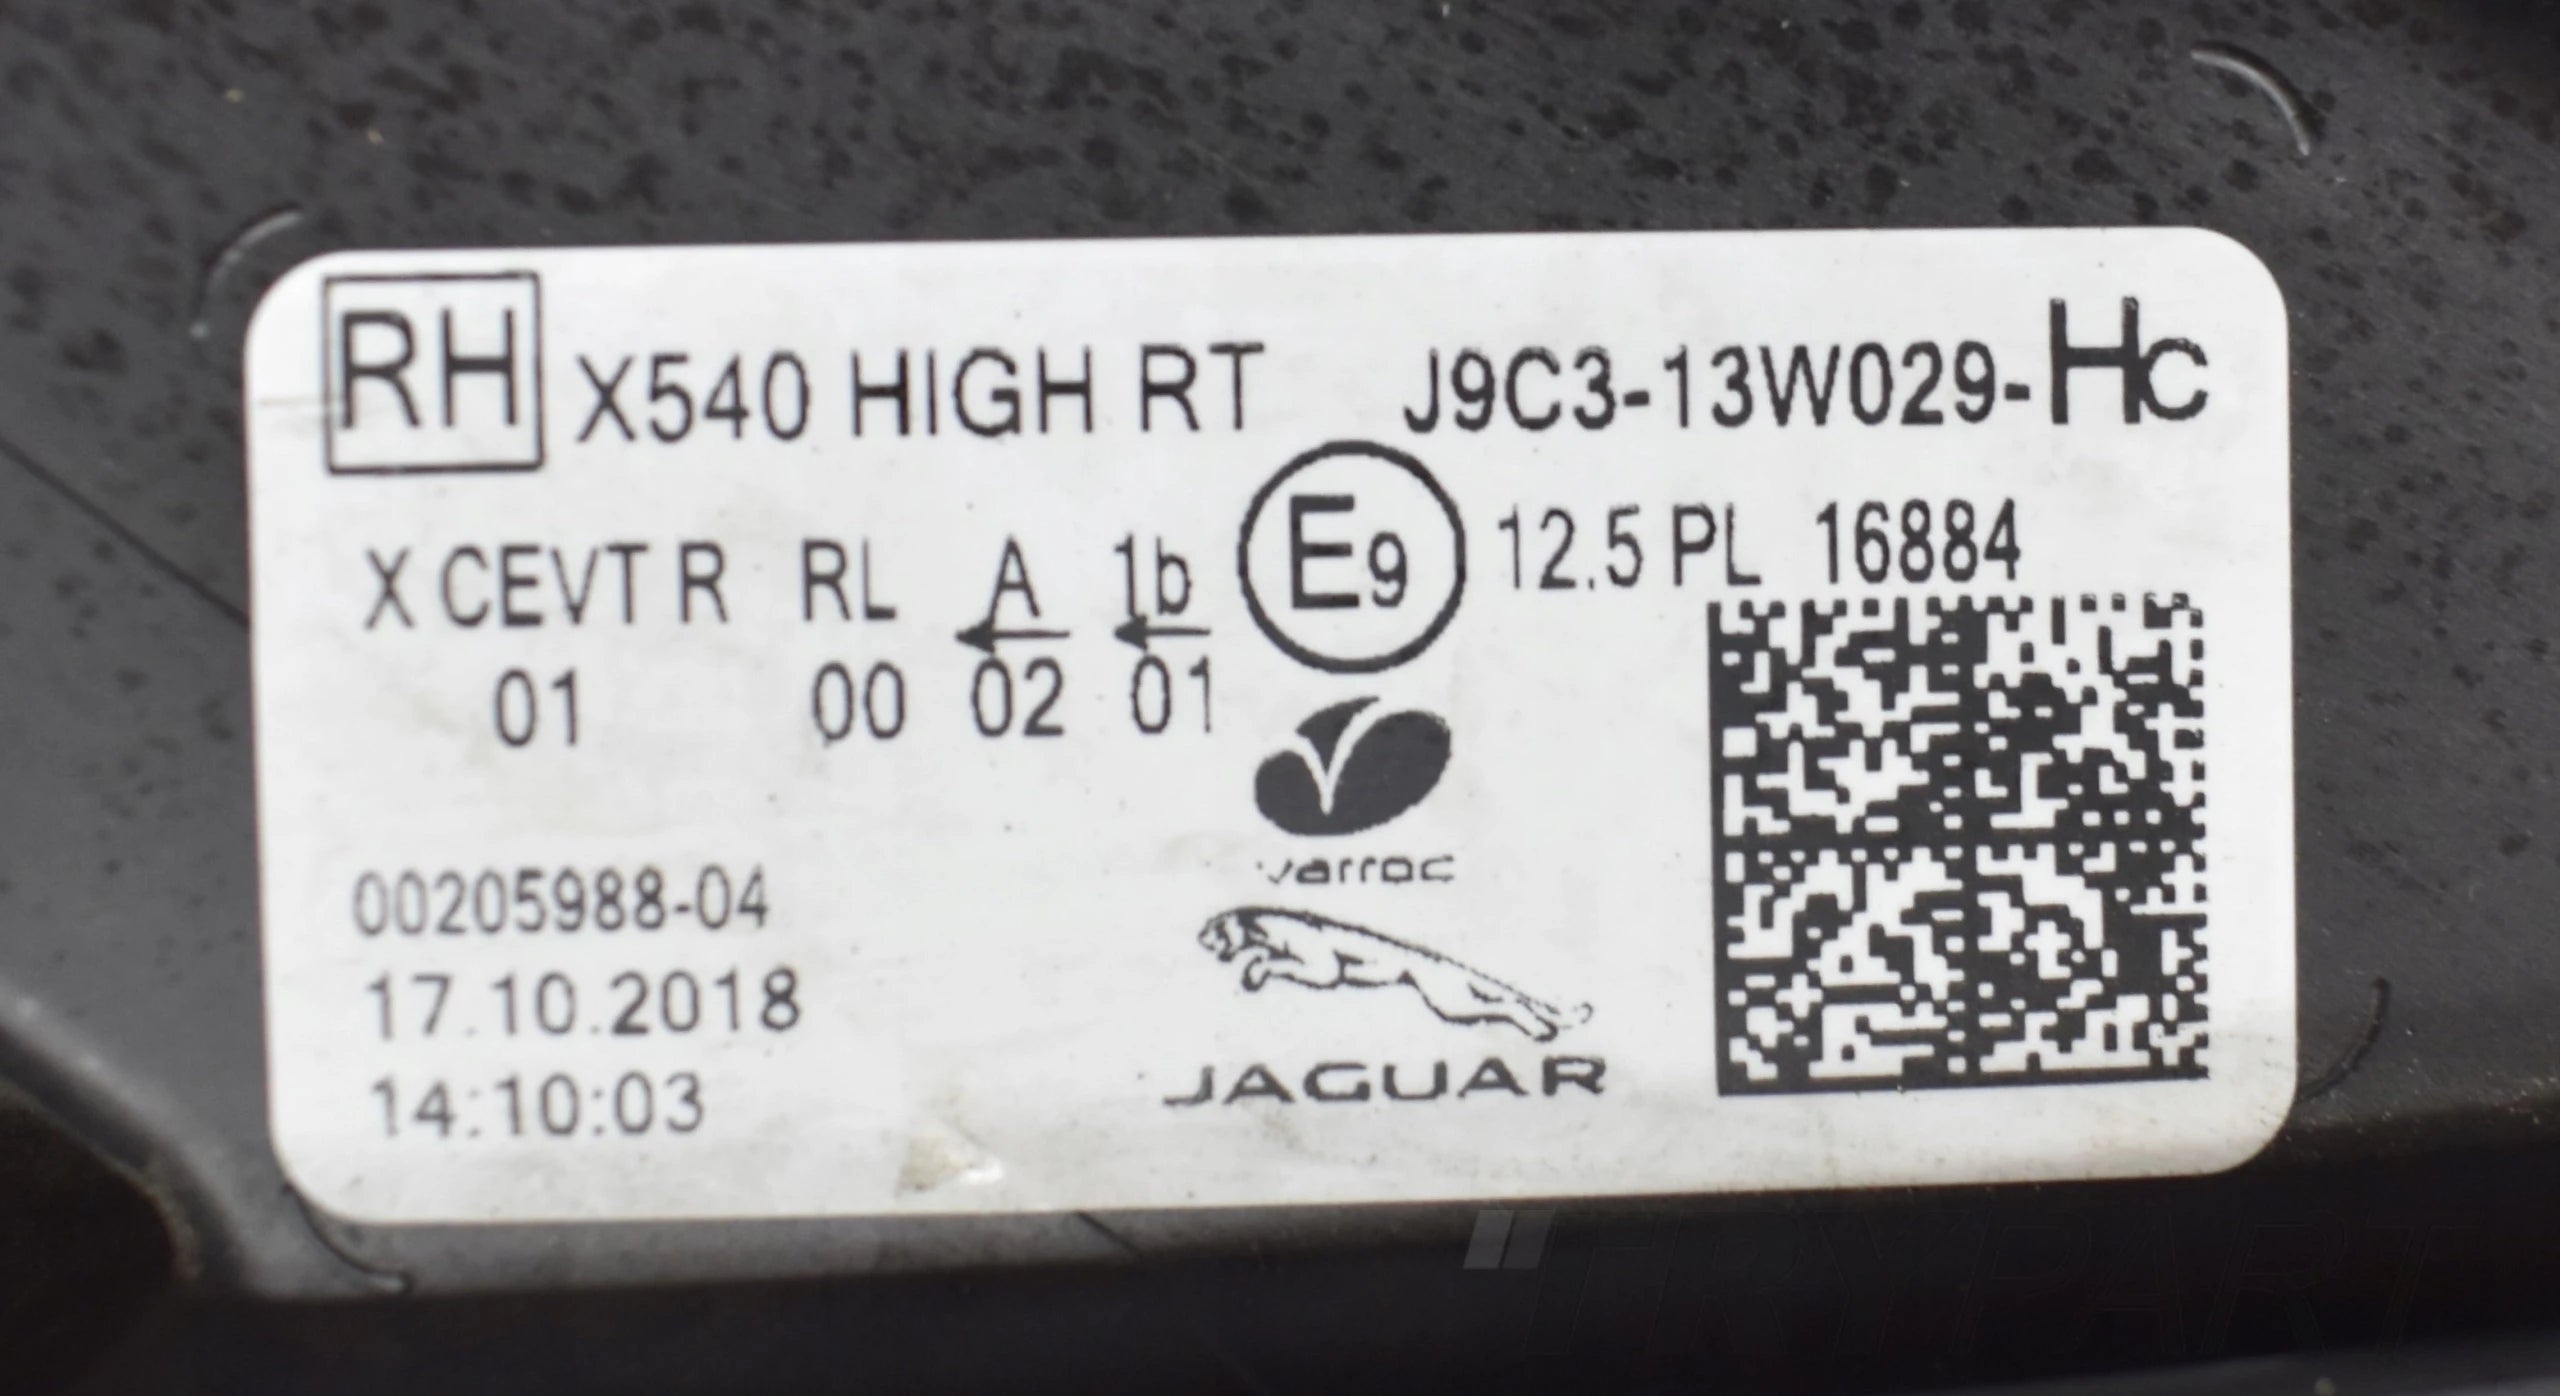 RH X540 HIGH RT J9C3-13W029-Hc
X CEVT R RL A 1b E9 12.5 PL 16884
01 00 02 01
varroc
00205988-04
17.10.2018
14:10:03
JAGUAR
TRYPART